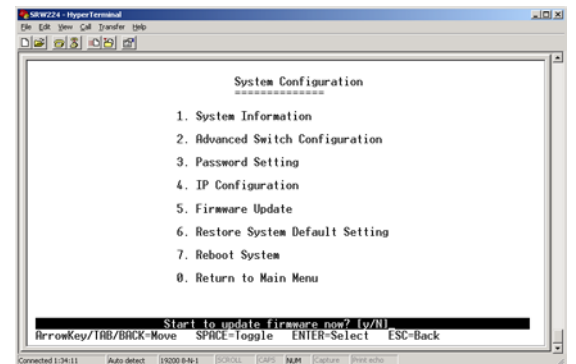 SRW224 - HyperTerminal
File Edit View Call Transfer Help
System Configuration
==============
1. System Information
2. Advanced Switch Configuration
3. Password Setting
4. IP Configuration
5. Firmware Update
6. Restore System Default Setting
7. Reboot System
0. Return to Main Menu
Start to update firmware now? [y/N]
ArrowKey/TAB/BACK=Move SPACE=Toggle ENTER=Select ESC=Back
Connected 1:34:11 Auto detect 19200 8-N-1 SCROLL CAPS NUM Capture Print echo